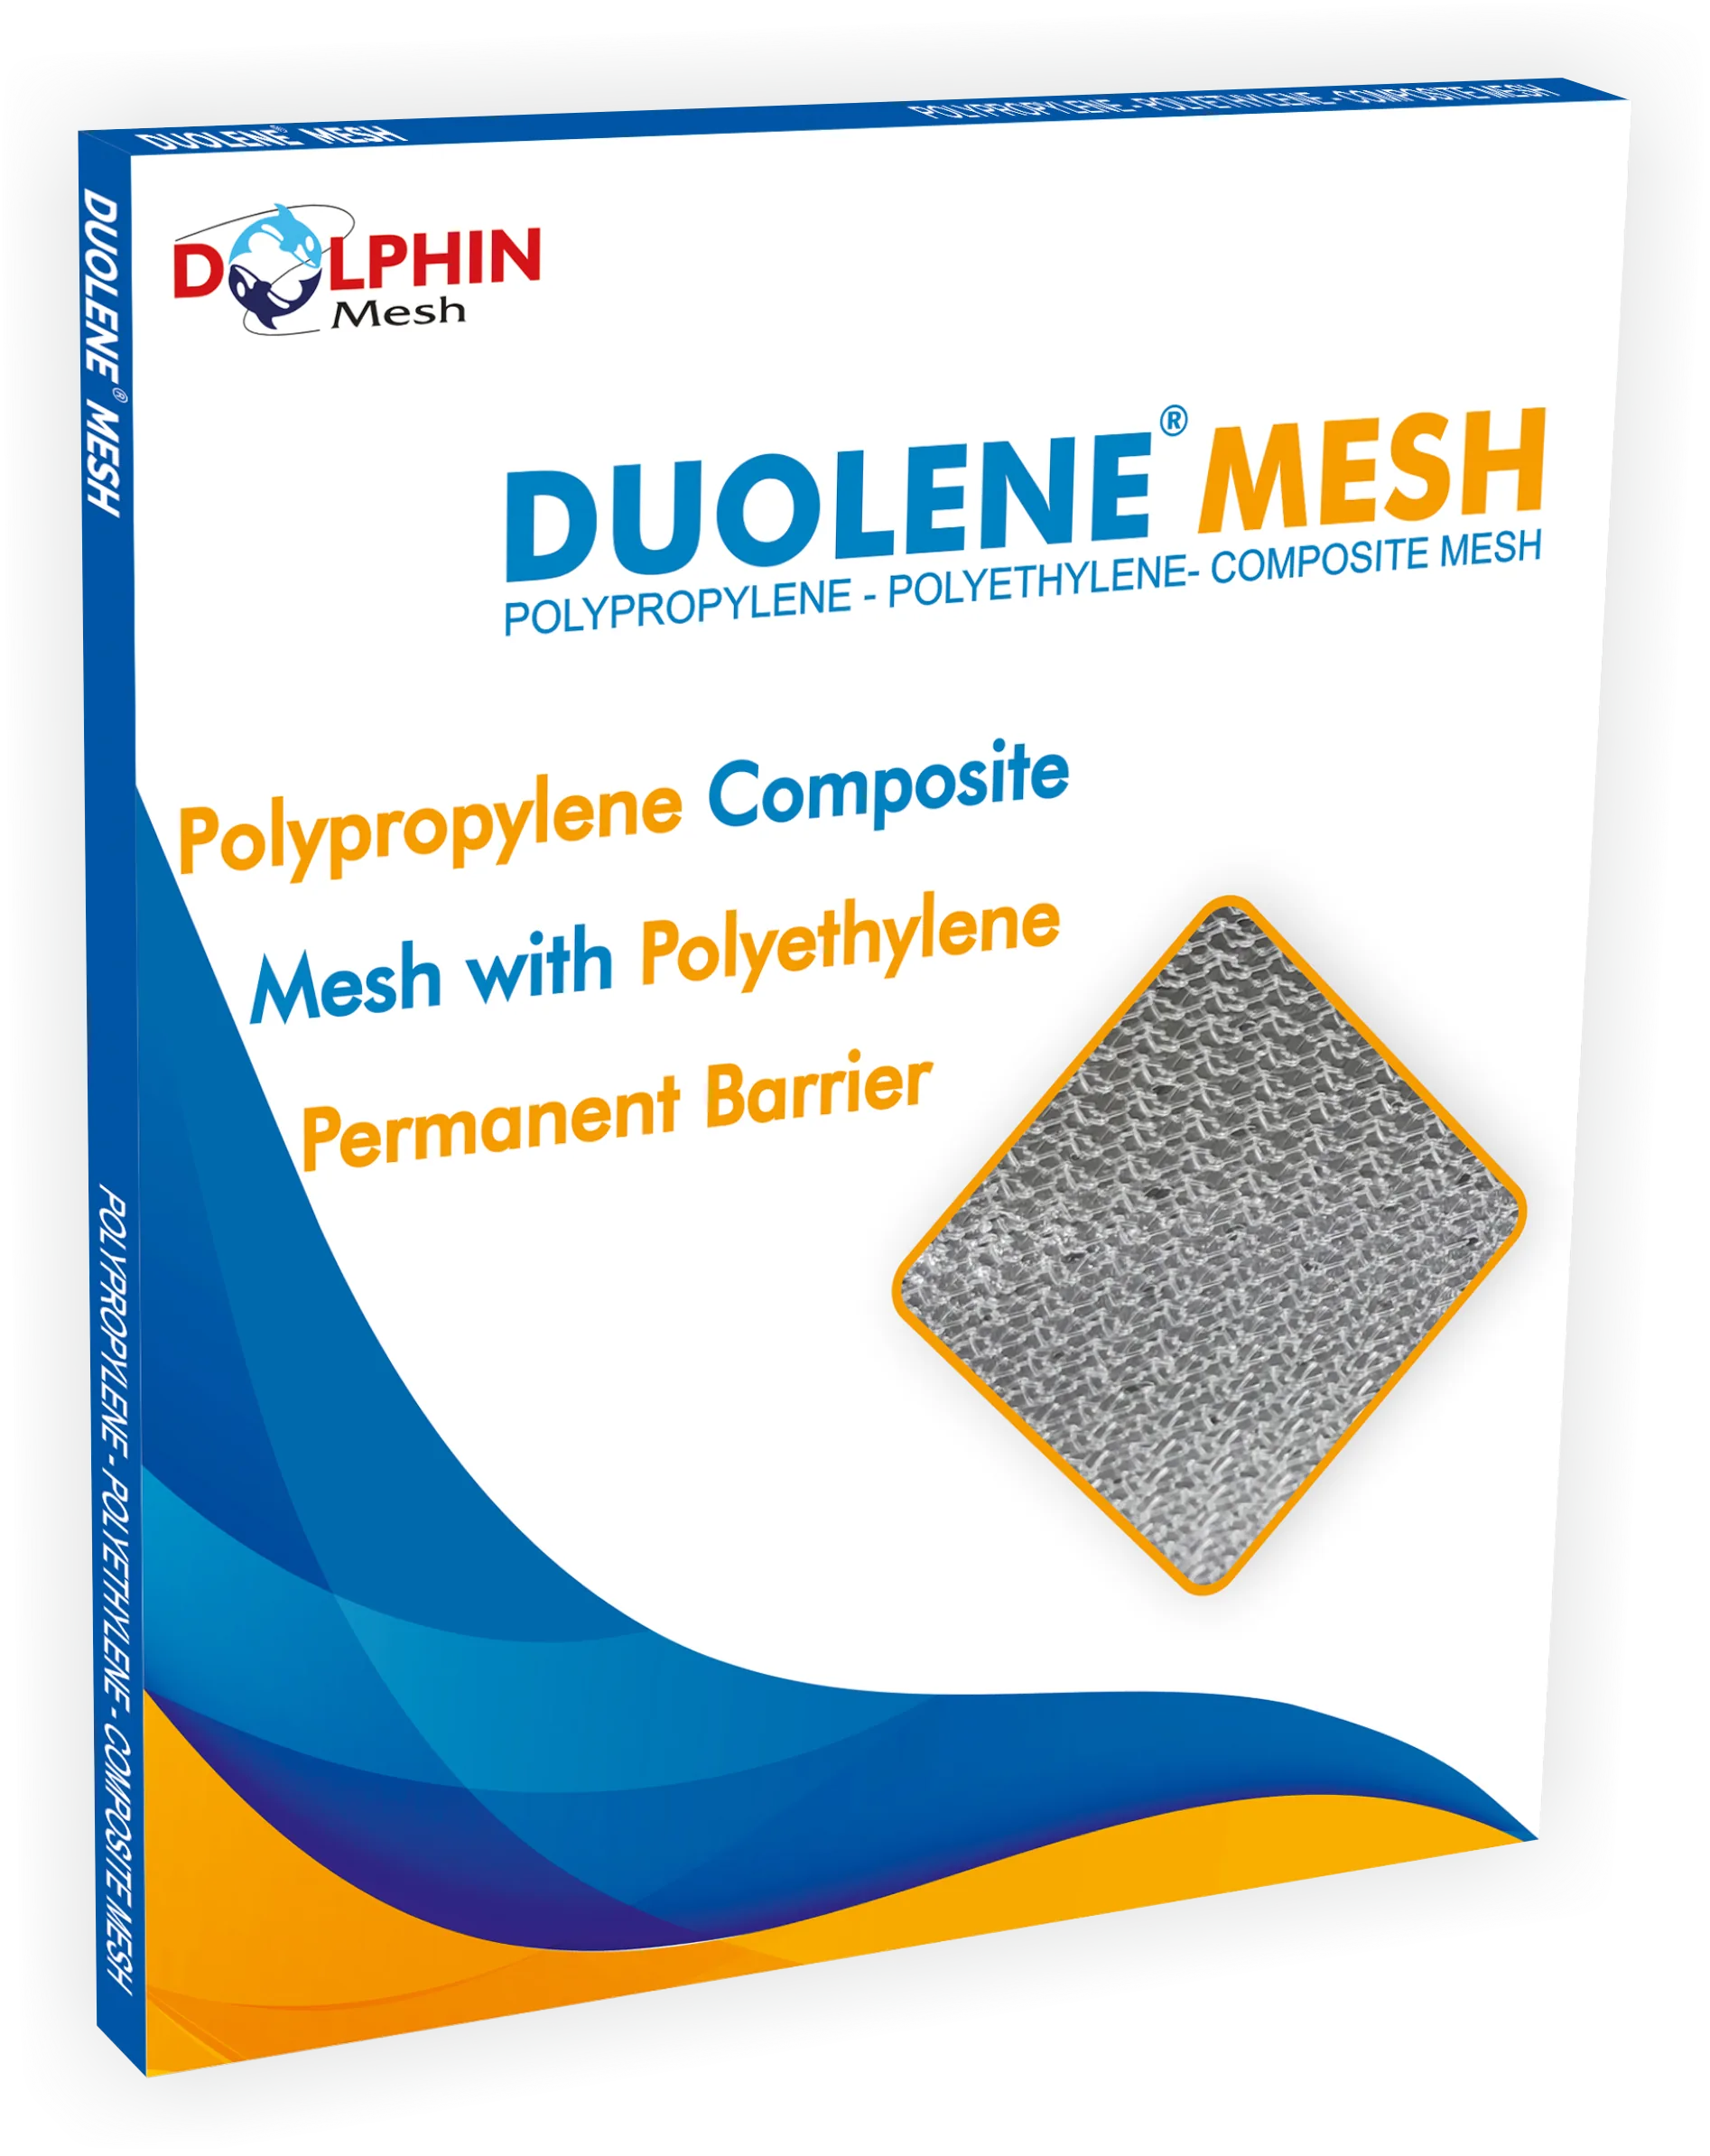 DUOLENE® MESH
POLYPROPYLENE - POLYETHYLENE - COMPOSITE MESH
DUOLENE® MESH
POLYPROPYLENE - POLYETHYLENE - COMPOSITE MESH
DOLPHIN
Mesh
DUOLENE® MESH
POLYPROPYLENE - POLYETHYLENE- COMPOSITE MESH
Polypropylene Composite
Mesh with Polyethylene
Permanent Barrier